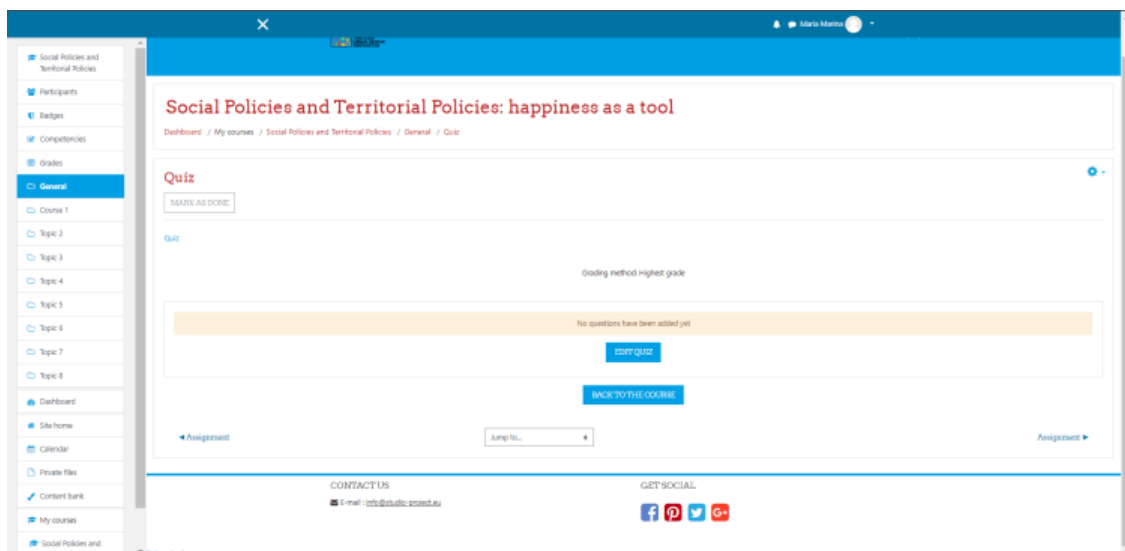 Maria Marino
Social Policies and
Territorial Policies
Participants
Badges
Competencies
Grades
General
Course 1
Topic 2
Topic 3
Topic 4
Topic 5
Topic 6
Topic 7
Topic 8
Dashboard
Site home
Calendar
Private files
Content bank
My courses
Social Policies and
Social Policies and Territorial Policies: happiness as a tool
Dashboard / My courses / Social Policies and Territorial Policies / General / Quiz
Quiz
MARK AS DONE
Quiz
Grading method: Highest grade
No questions have been added yet
EDIT QUIZ
BACK TO THE COURSE
◄ Assignment
Jump to...
Assignment ►
CONTACT US
E-mail : info@studio-project.eu
GET SOCIAL